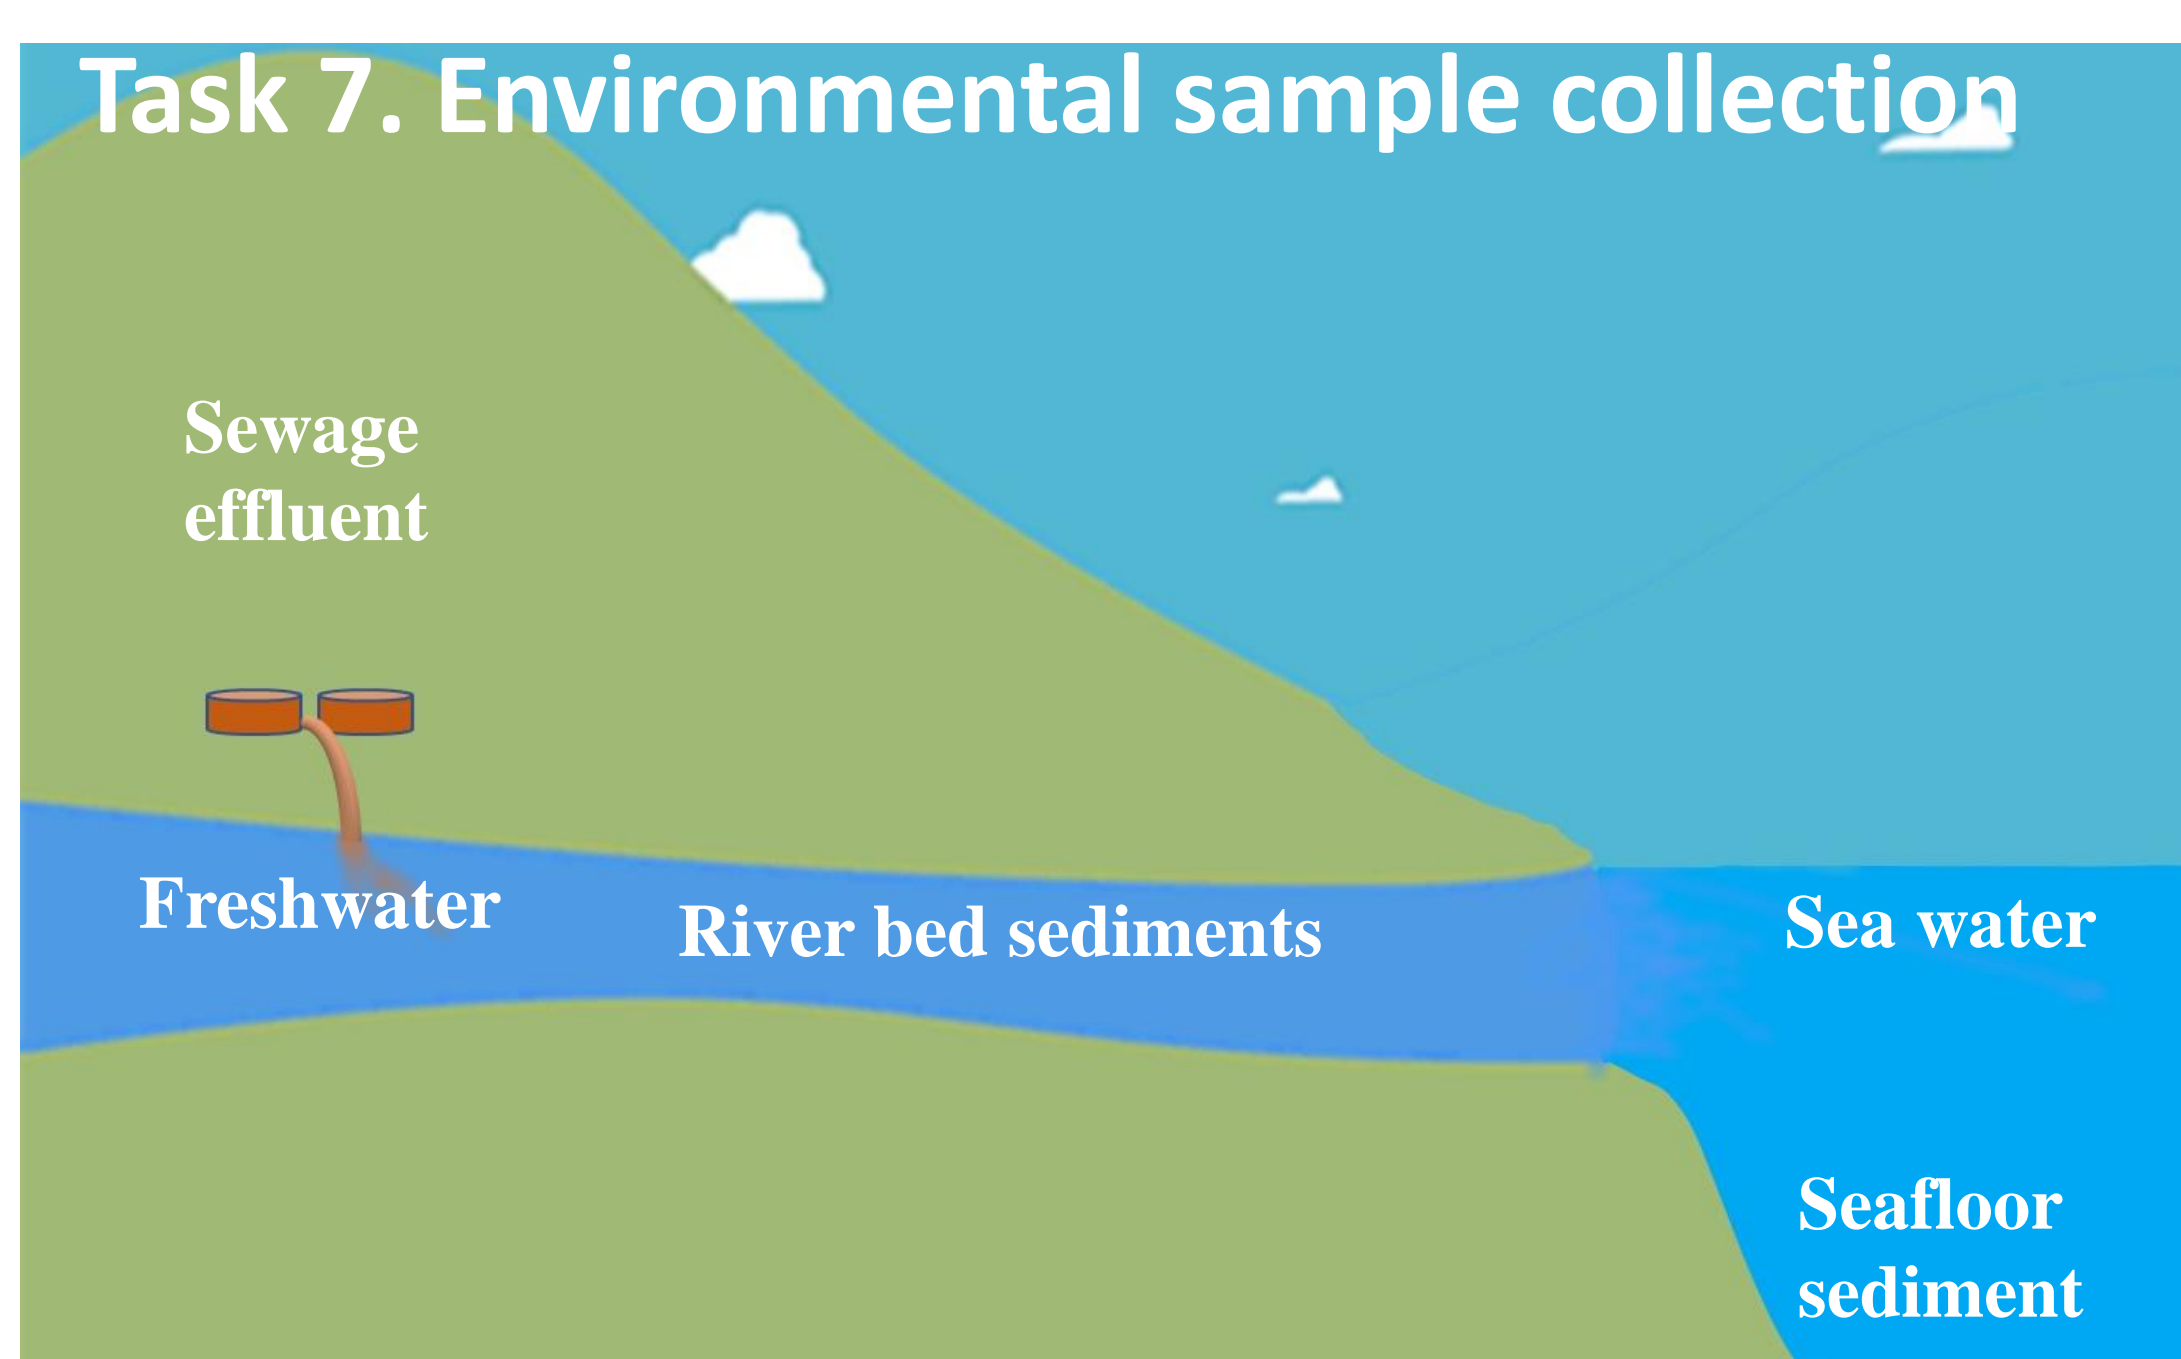 Task 7. Environmental sample collection
Sewage
effluent
Freshwater
River bed sediments
Sea water
Seafloor
sediment